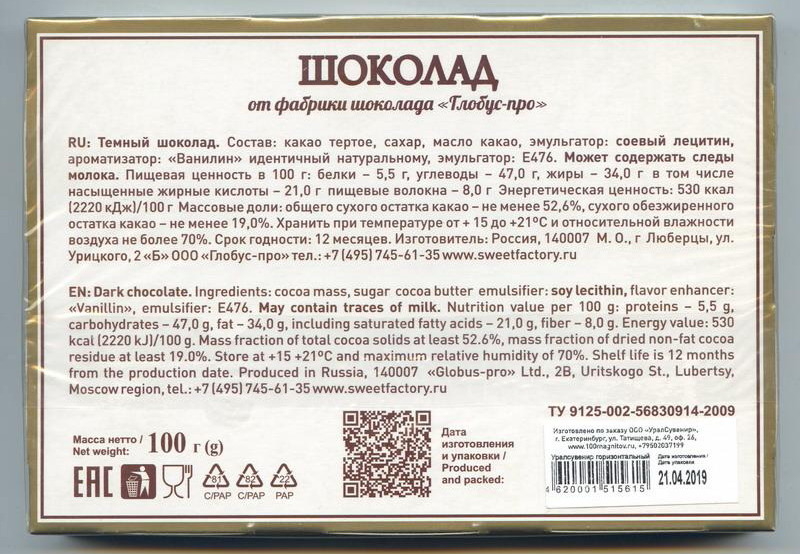 ШОКОЛАД
от фабрики шоколада «Глобус-про»
RU: Темный шоколад. Состав: какао тертое, сахар, масло какао, эмульгатор: соевый лецитин,
ароматизатор: «Ванилин» идентичный натуральному, эмульгатор: Е476. Может содержать следы
молока. Пищевая ценность в 100 г: белки – 5,5 г, углеводы – 47,0 г, жиры – 34,0 г в том числе
насыщенные жирные кислоты – 21,0 г пищевые волокна – 8,0 г Энергетическая ценность: 530 ккал
(2220 кДж)/100 г Массовые доли: общего сухого остатка какао – не менее 52,6%, сухого обезжиренного
остатка какао – не менее 19,0%. Хранить при температуре от + 15 до +21ºС и относительной влажности
воздуха не более 70%. Срок годности: 12 месяцев. Изготовитель: Россия, 140007 М. О., г Люберцы, ул.
Урицкого, 2 «Б» ООО «Глобус-про» тел.: +7 (495) 745-61-35 www.sweetfactory.ru
EN: Dark chocolate. Ingredients: cocoa mass, sugar cocoa butter emulsifier: soy lecithin, flavor enhancer:
«Vanillin», emulsifier: E476. May contain traces of milk. Nutrition value per 100 g: proteins – 5,5 g,
carbohydrates – 47,0 g, fat – 34,0 g, including saturated fatty acids – 21,0 g, fiber – 8,0 g. Energy value: 530
kcal (2220 kJ)/100 g. Mass fraction of total cocoa solids at least 52.6%, mass fraction of dried non-fat cocoa
residue at least 19.0%. Store at +15 +21ºC and maximum relative humidity of 70%. Shelf life is 12 months
from the production date. Produced in Russia, 140007 «Globus-pro» Ltd., 2B, Uritskogo St., Lubertsy,
Moscow region, tel.: +7 (495) 745-61-35 www.sweetfactory.ru
ТУ 9125-002-56830914-2009
Масса нетто /
Net weight: 100 г (g)
Дата
изготовления
и упаковки /
Produced
and packed:
Изготовлено по заказу ООО «УралСувенир»,
г. Екатеринбург, ул. Татищева, д. 49, оф. 26,
www.100magnitov.ru, +79502037199
Уралсувенир горизонтальный
Дата изготовления /
Дата упаковки
21.04.2019
4620001515615
EAC
81
C/PAP
82
C/PAP
22
PAP